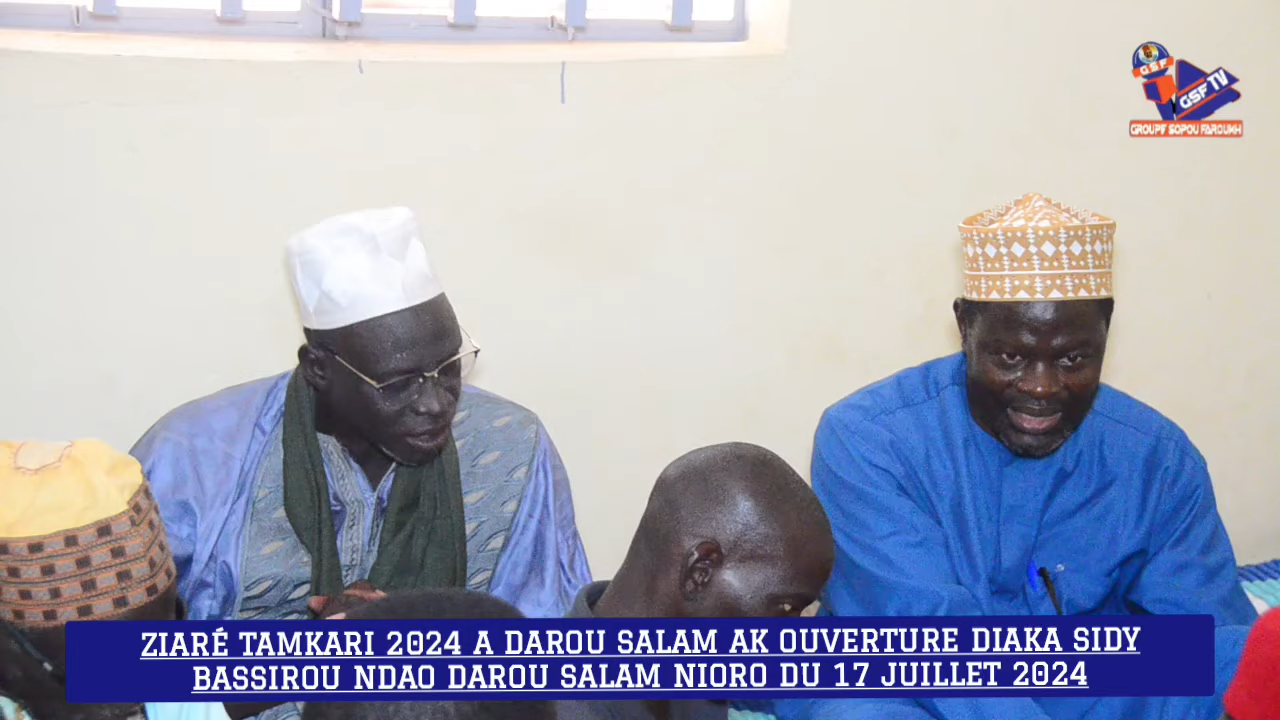 GSF
GSF TV
GROUPE SOPOU FAROUKH
ZIARÉ TAMKARI 2024 A DAROU SALAM AK OUVERTURE DIAKA SIDY
BASSIROU NDAO DAROU SALAM NIORO DU 17 JUILLET 2024